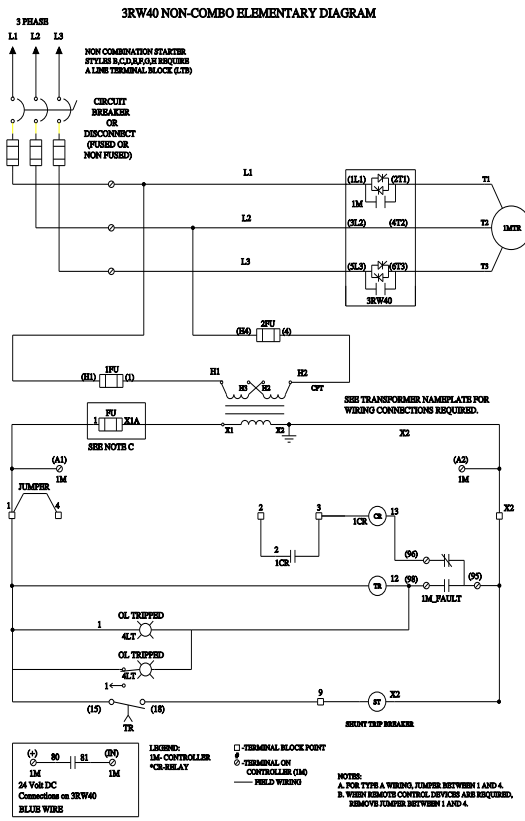 3RW40 NON-COMBO ELEMENTARY DIAGRAM
3 PHASE
L1 L2 L3
NON COMBINATION STARTER
STYLES B,C,D,E,F,G,H REQUIRE
A LINE TERMINAL BLOCK (LTB)
CIRCUIT
BREAKER
OR
DISCONNECT
(FUSED OR
NON FUSED)
L1 (1L1) (2T1) T1
1M
L2 (3L2) (4T2) T2 1MTR
L3 (5L3) (6T3) T3
3RW40
2FU
(H4) (4)
1FU
(H1) (1)
H1 H3 H2 H2
CPT
SEE TRANSFORMER NAMEPLATE FOR
WIRING CONNECTIONS REQUIRED.
FU
1 X1A
X1 X2 X2
SEE NOTE C
(A1) (A2)
1M 1M
JUMPER
1 4 2 3 CR 13 X2
1CR
2
1CR
(96)
TR 12 (98) (95)
1M_FAULT
OL TRIPPED
1
4LT
OL TRIPPED
4LT
1
(15) (18) 9 ST X2
TR
SHUNT TRIP BREAKER
(+) 80 81 (IN)
1M 1M
24 Volt DC
Connections on 3RW40
BLUE WIRE
LEGEND:
1M- CONTROLLER
*CR-RELAY
-TERMINAL BLOCK POINT
#
-TERMINAL ON
CONTROLLER (1M)
FIELD WIRING
NOTES:
A. FOR TYPE A WIRING, JUMPER BETWEEN 1 AND 4.
B. WHEN REMOTE CONTROL DEVICES ARE REQUIRED,
REMOVE JUMPER BETWEEN 1 AND 4.